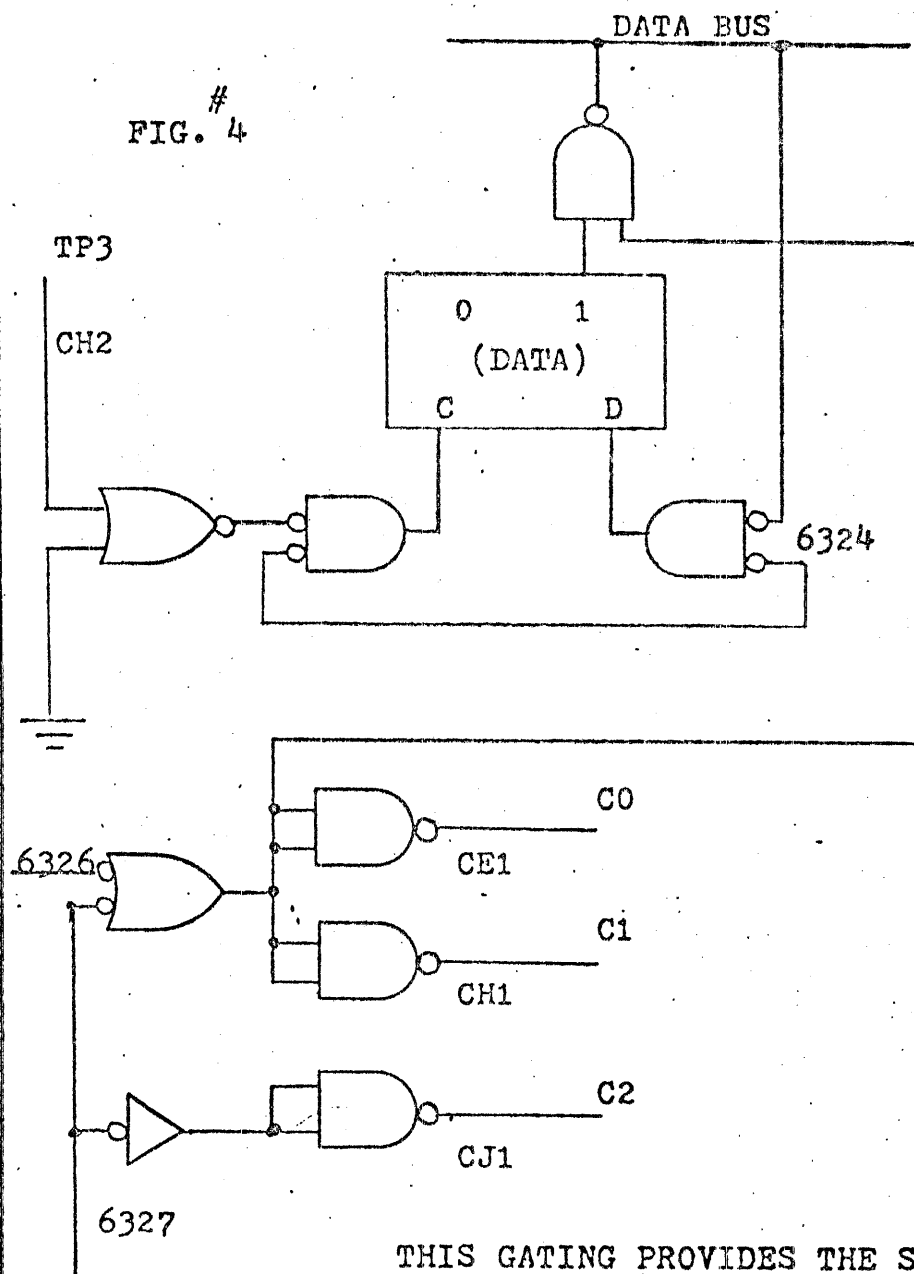 DATA BUS
#
FIG. 4
TP3
CH2
0 1
(DATA)
C D
6324
C0
6326
CE1
C1
CH1
C2
CJ1
6327
THIS GATING PROVIDES THE S